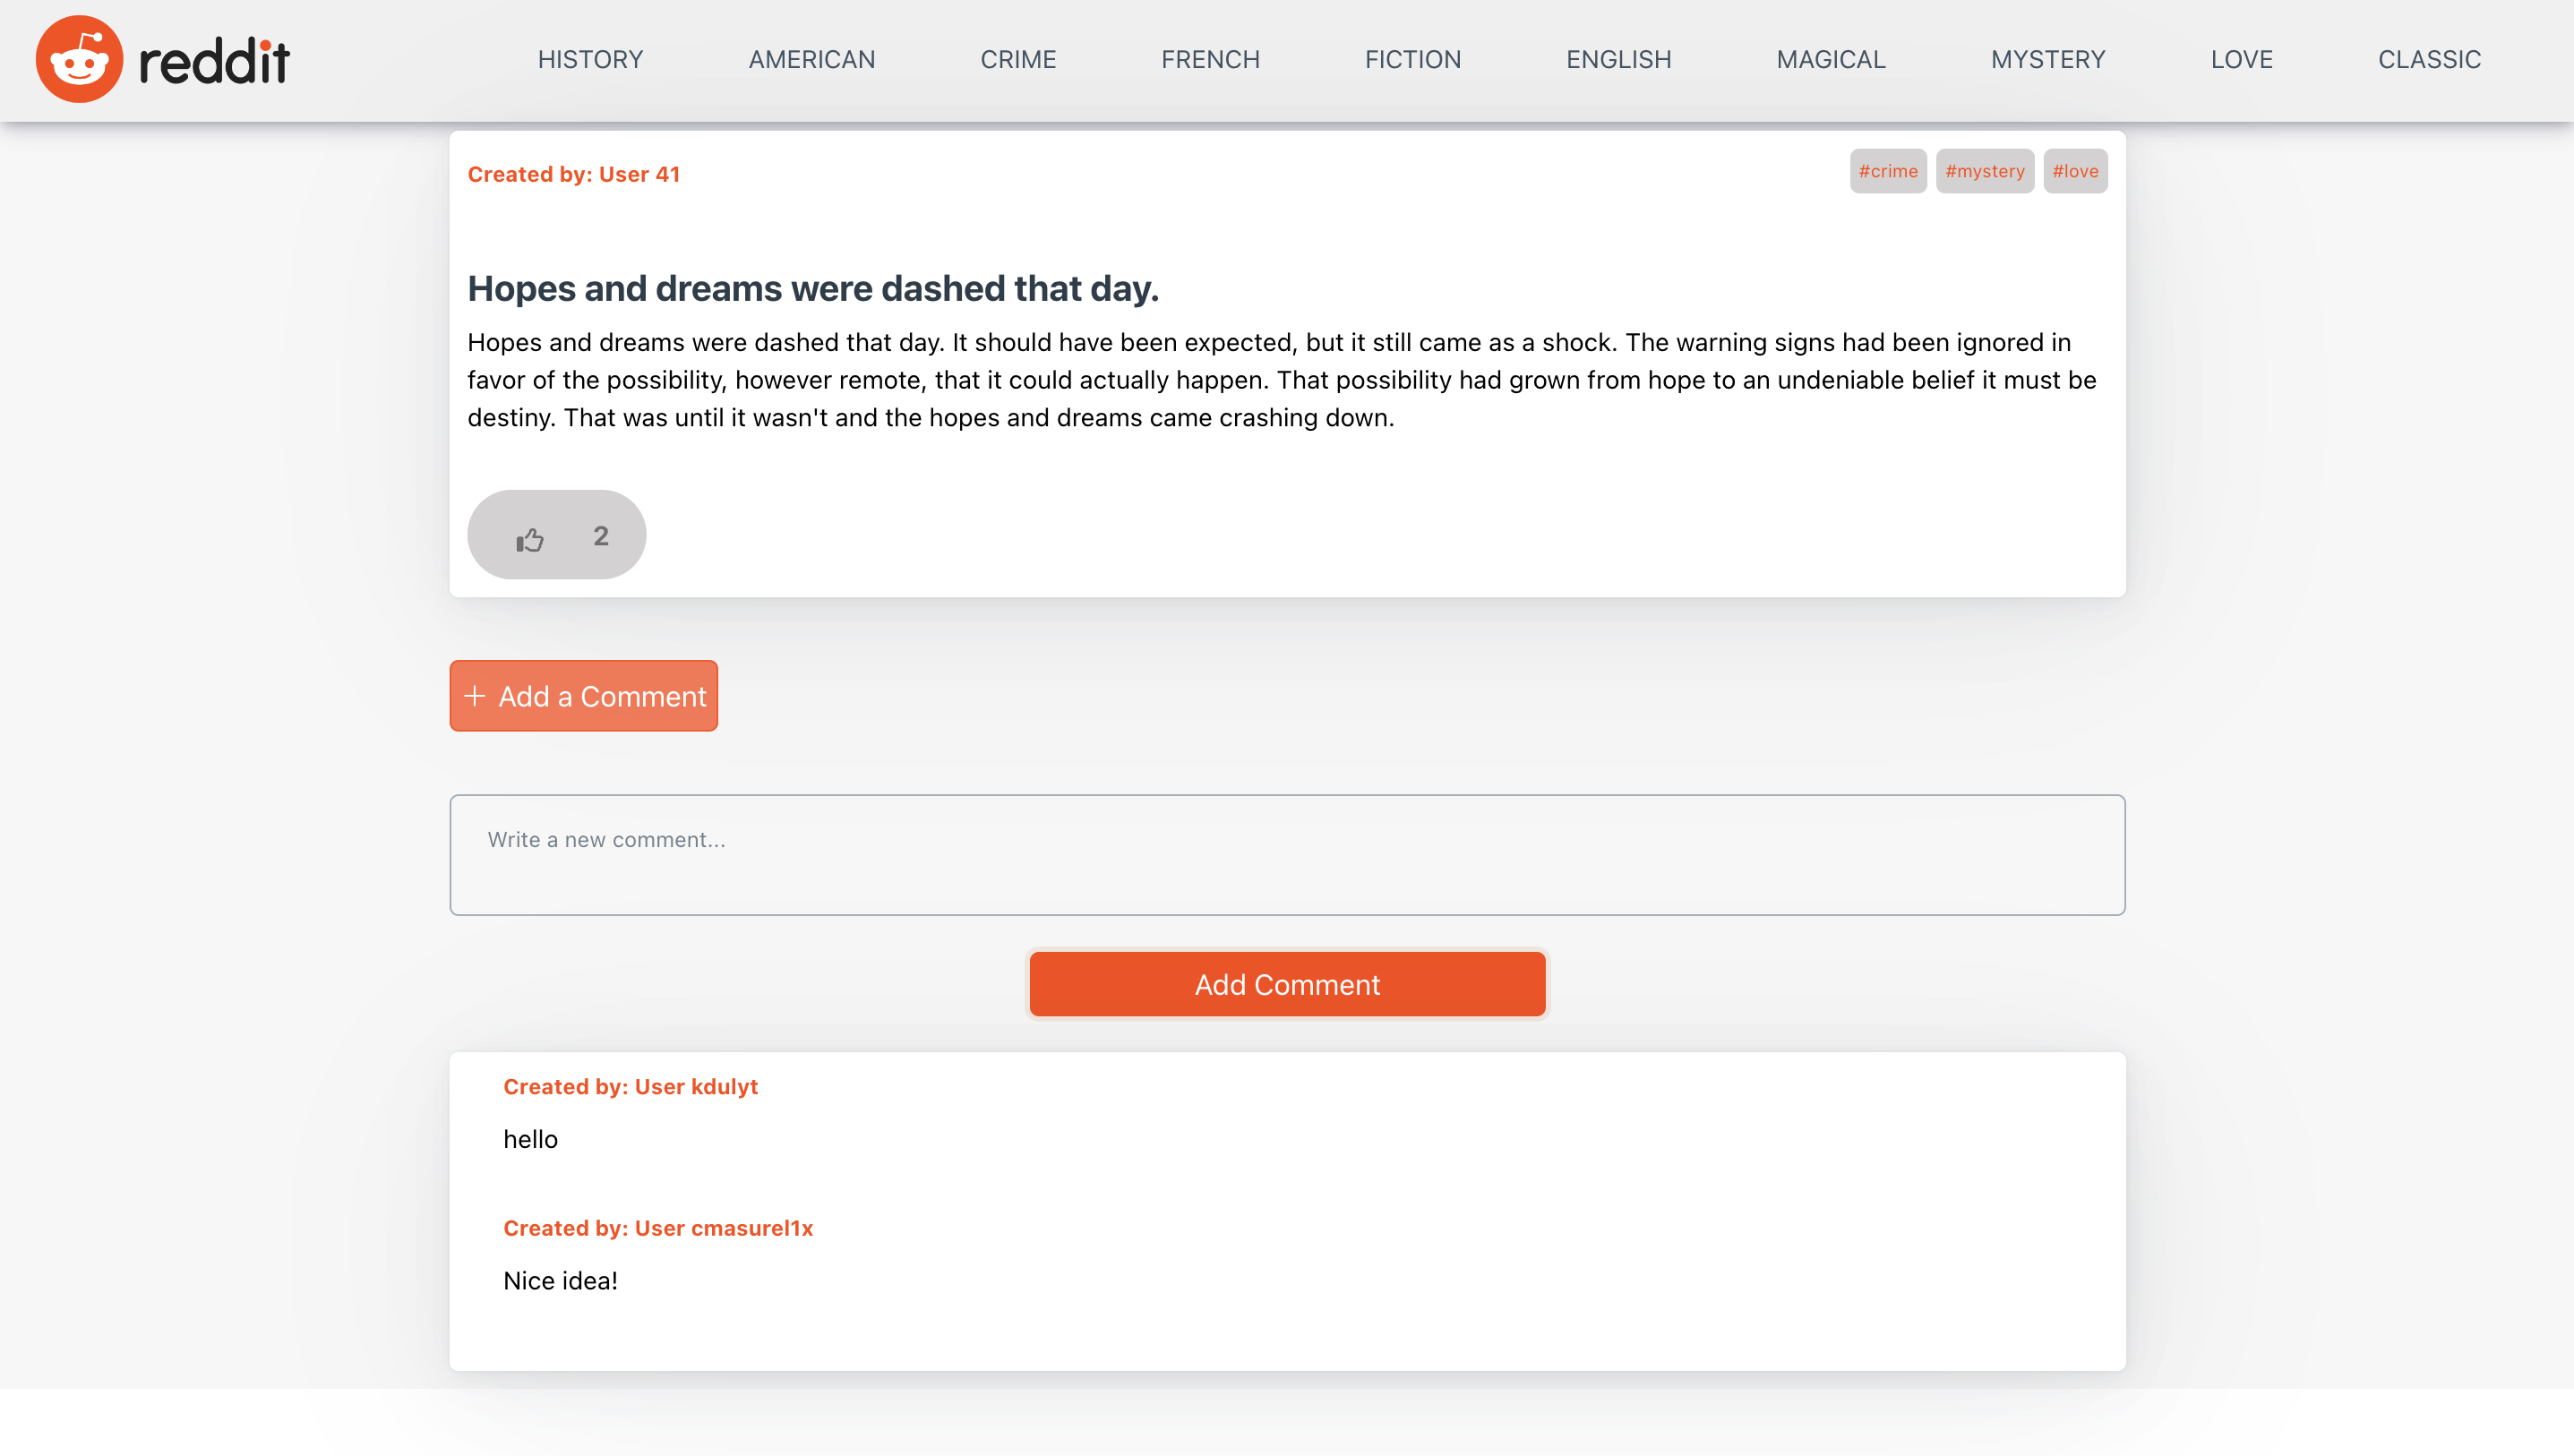 reddit
HISTORY AMERICAN CRIME FRENCH FICTION ENGLISH MAGICAL MYSTERY LOVE CLASSIC
Created by: User 41
#crime #mystery #love
Hopes and dreams were dashed that day.
Hopes and dreams were dashed that day. It should have been expected, but it still came as a shock. The warning signs had been ignored in
favor of the possibility, however remote, that it could actually happen. That possibility had grown from hope to an undeniable belief it must be
destiny. That was until it wasn't and the hopes and dreams came crashing down.
2
+ Add a Comment
Write a new comment...
Add Comment
Created by: User kdulyt
hello
Created by: User cmasurel1x
Nice idea!